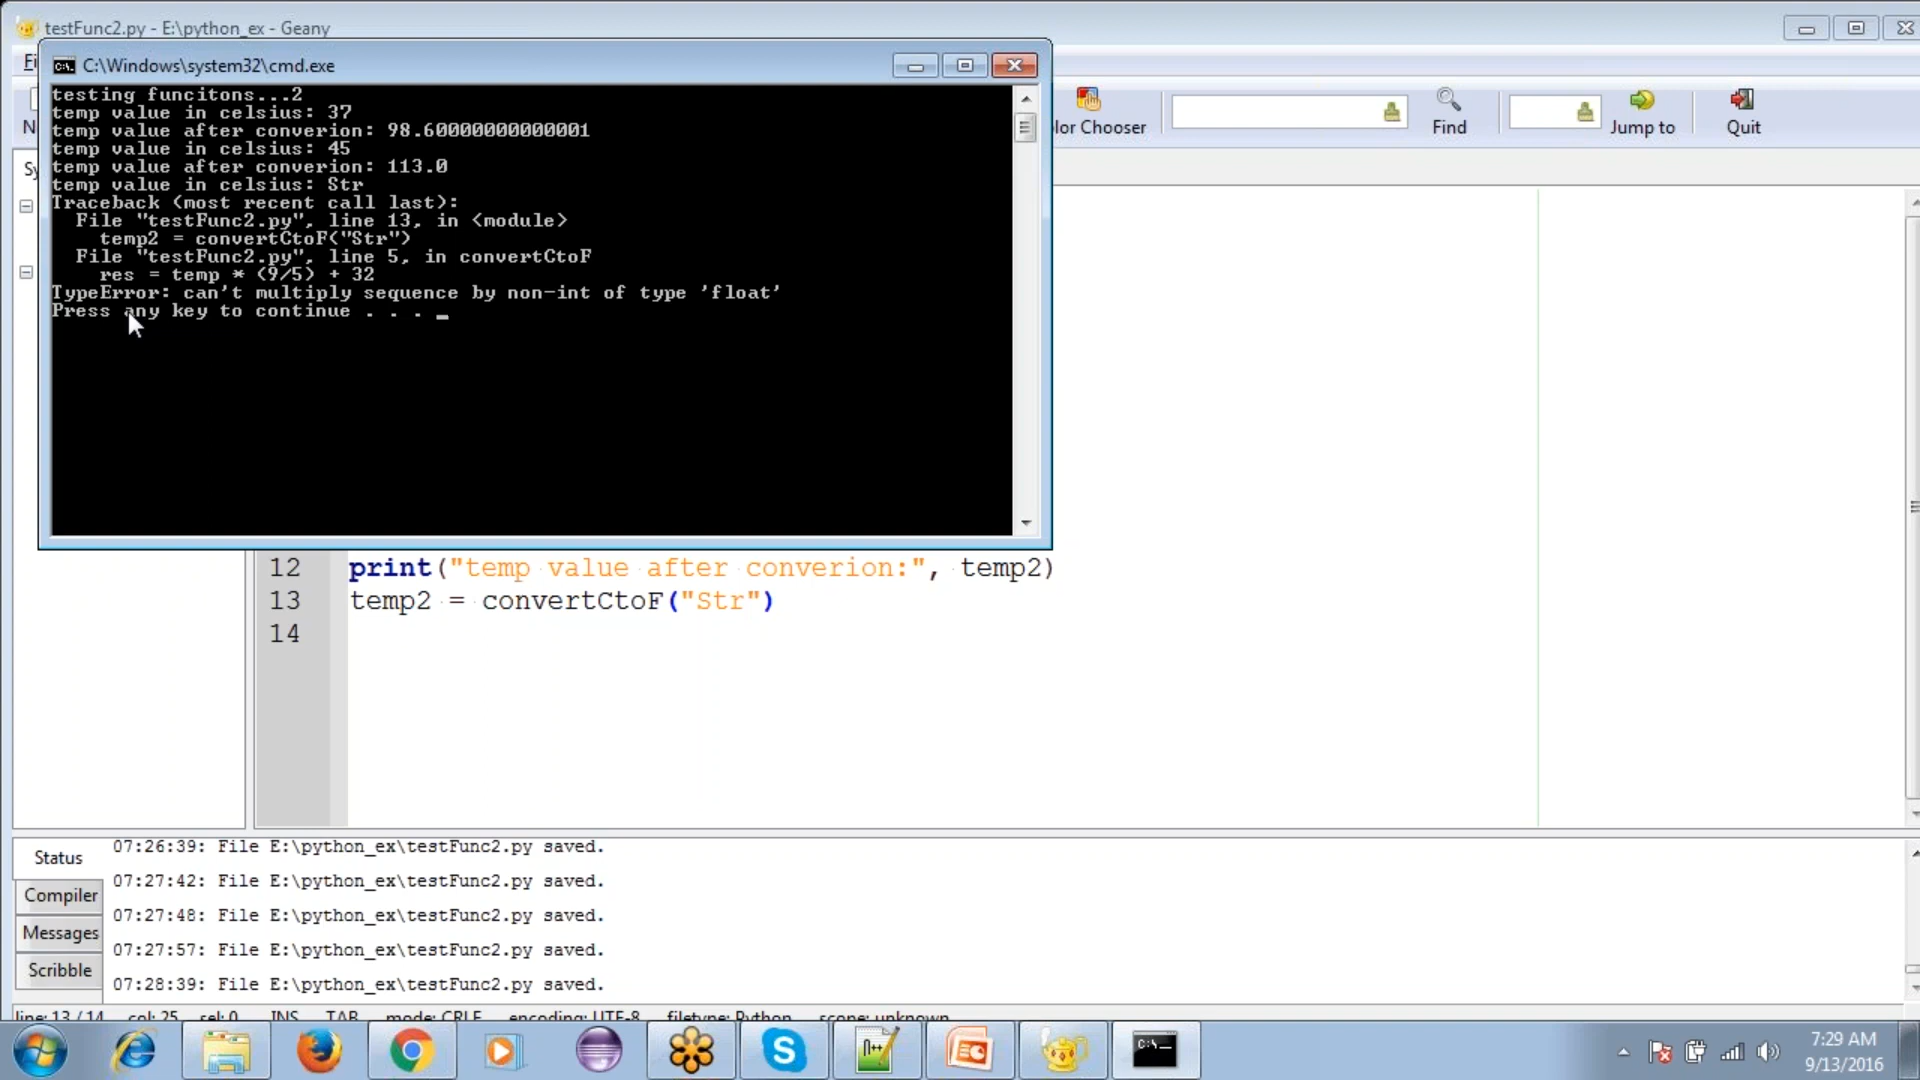 testFunc2.py - E:\python_ex - Geany
C:\Windows\system32\cmd.exe
testing funcitons...2
temp value in celsius: 37
temp value after converion: 98.60000000000001
temp value in celsius: 45
temp value after converion: 113.0
temp value in celsius: Str
Traceback (most recent call last):
File "testFunc2.py", line 13, in <module>
temp2 = convertCtoF("Str")
File "testFunc2.py", line 5, in convertCtoF
res = temp * (9/5) + 32
TypeError: can't multiply sequence by non-int of type 'float'
Press any key to continue . . . _
lor Chooser
Find
Jump to
Quit
12 print("temp value after converion:", temp2)
13 temp2 = convertCtoF("Str")
14
Status
Compiler
Messages
Scribble
07:26:39: File E:\python_ex\testFunc2.py saved.
07:27:42: File E:\python_ex\testFunc2.py saved.
07:27:48: File E:\python_ex\testFunc2.py saved.
07:27:57: File E:\python_ex\testFunc2.py saved.
07:28:39: File E:\python_ex\testFunc2.py saved.
line: 13 / 14 col: 25 sel: 0 INS TAB mode: CRLF encoding: UTF-8 filetype: Python scope: unknown
7:29 AM
9/13/2016